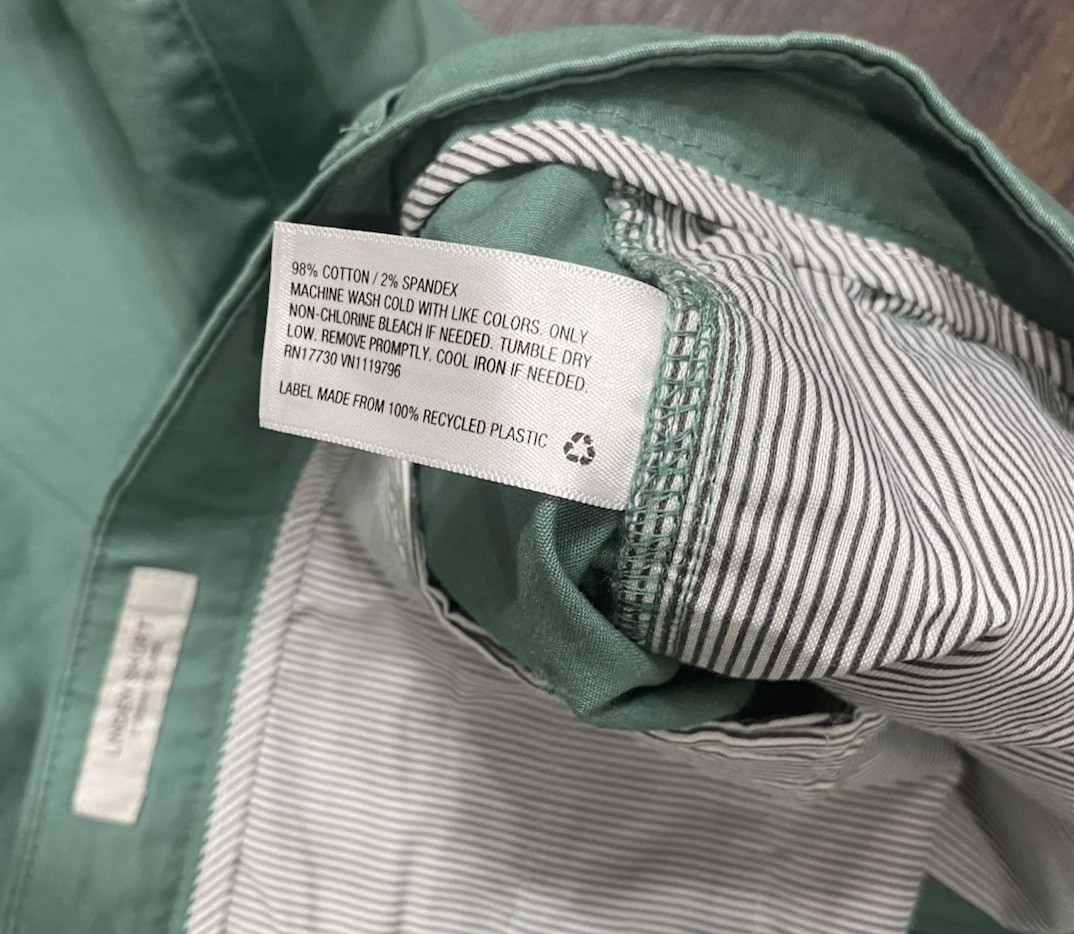 98% COTTON / 2% SPANDEX
MACHINE WASH COLD WITH LIKE COLORS. ONLY
NON-CHLORINE BLEACH IF NEEDED. TUMBLE DRY
LOW. REMOVE PROMPTLY. COOL IRON IF NEEDED.
RN17730 VN1119796
LABEL MADE FROM 100% RECYCLED PLASTIC
SHORT